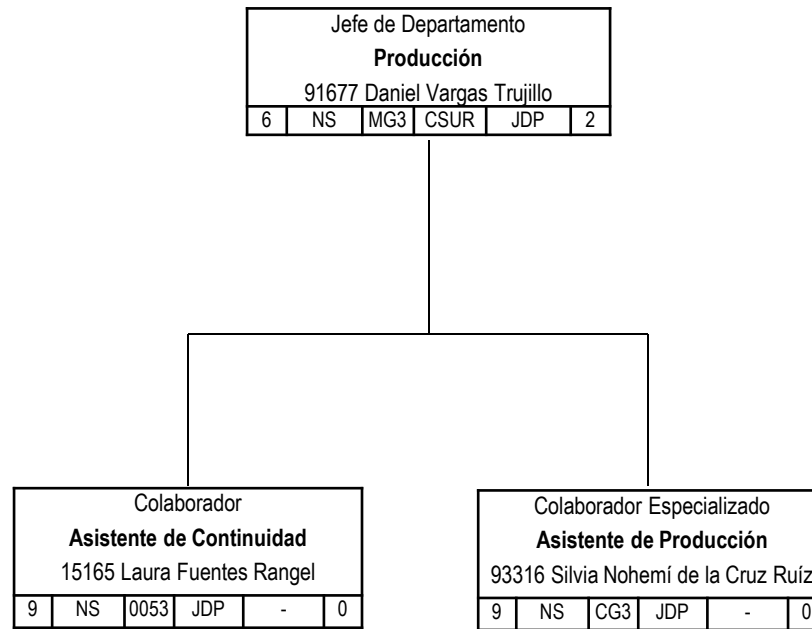 Jefe de Departamento
Producción
91677 Daniel Vargas Trujillo
6 NS MG3 CSUR JDP 2
Colaborador
Asistente de Continuidad
15165 Laura Fuentes Rangel
9 NS 0053 JDP - 0
Colaborador Especializado
Asistente de Producción
93316 Silvia Nohemí de la Cruz Ruíz
9 NS CG3 JDP - 0